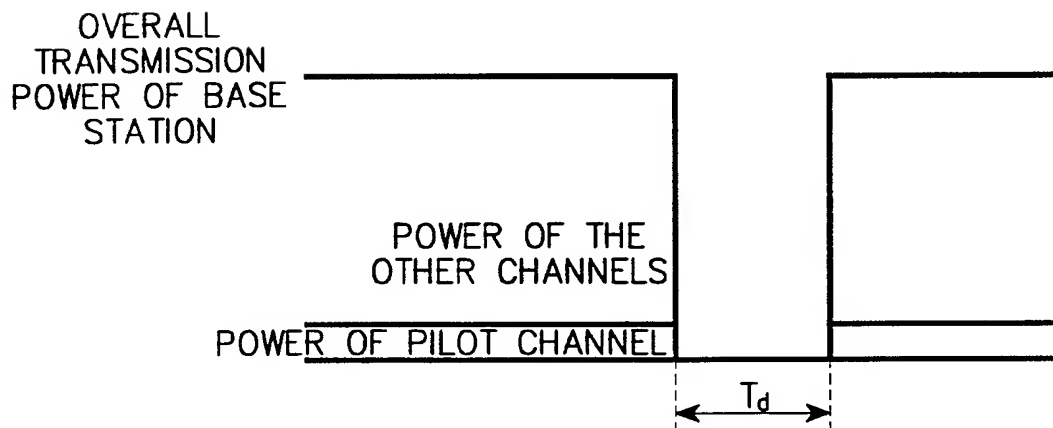 OVERALL
TRANSMISSION
POWER OF BASE
STATION
POWER OF THE
OTHER CHANNELS
POWER OF PILOT CHANNEL
Td